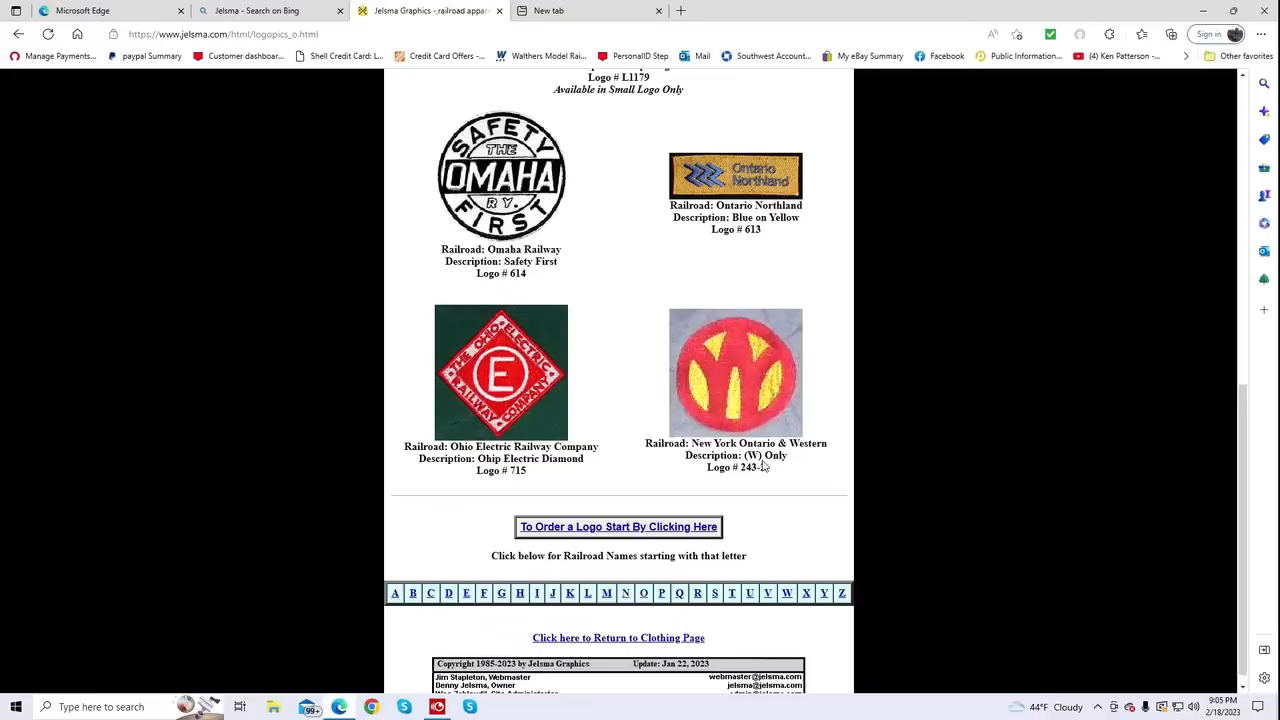 Microsoft Edge
Jelsma - Search on Bing
Jelsma Graphics - ,railroad appary
New tab
https://www.jelsma.com/html/logopics_o.html
Sign in
Manage Payments...
paypal Summary
Customer dashboar...
Shell Credit Card: L...
Credit Card Offers -...
Walthers Model Rai...
PersonalID Step
Mail
Southwest Account...
My eBay Summary
Facebook
Public Information...
(4) Ken Patterson -...
Other favorites
Logo # L1179
Available in Small Logo Only
SAFETY
THE
OMAHA
RY.
FIRST
Ontario
Northland
Railroad: Ontario Northland
Description: Blue on Yellow
Logo # 613
Railroad: Omaha Railway
Description: Safety First
Logo # 614
THE OHIO ELECTRIC
E
RAILWAY COMPANY
W
Railroad: Ohio Electric Railway Company
Description: Ohip Electric Diamond
Logo # 715
Railroad: New York Ontario & Western
Description: (W) Only
Logo # 243-
To Order a Logo Start By Clicking Here
Click below for Railroad Names starting with that letter
A B C D E F G H I J K L M N O P Q R S T U V W X Y Z
Click here to Return to Clothing Page
Copyright 1985-2023 by Jelsma Graphics Update: Jan 22, 2023
Jim Stapleton, Webmaster webmaster@jelsma.com
Denny Jelsma, Owner jelsma@jelsma.com
Type here to search
99+
44°F Cloudy
9:05 PM
2/18/2023